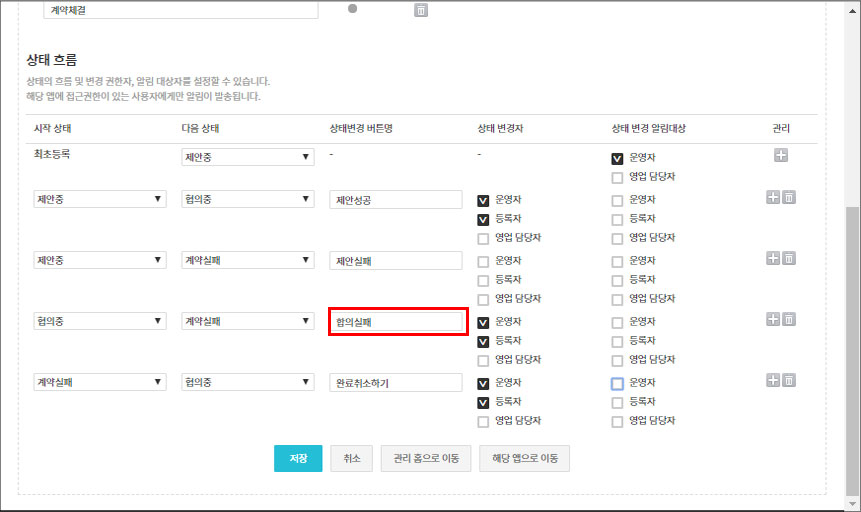 계약체결
상태 흐름
상태의 흐름 및 변경 권한자, 알림 대상자를 설정할 수 있습니다.
해당 앱에 접근권한이 있는 사용자에게만 알림이 발송됩니다.
시작 상태 다음 상태 상태변경 버튼명 상태 변경자 상태 변경 알림대상 관리
최초등록 제안중 - - 운영자
영업 담당자
제안중 협의중 제안성공 운영자 운영자
등록자 등록자
영업 담당자 영업 담당자
제안중 계약실패 제안실패 운영자 운영자
등록자 등록자
영업 담당자 영업 담당자
협의중 계약실패 합의실패 운영자 운영자
등록자 등록자
영업 담당자 영업 담당자
계약실패 협의중 완료취소하기 운영자 운영자
등록자 등록자
영업 담당자 영업 담당자
저장 취소 관리 홈으로 이동 해당 앱으로 이동